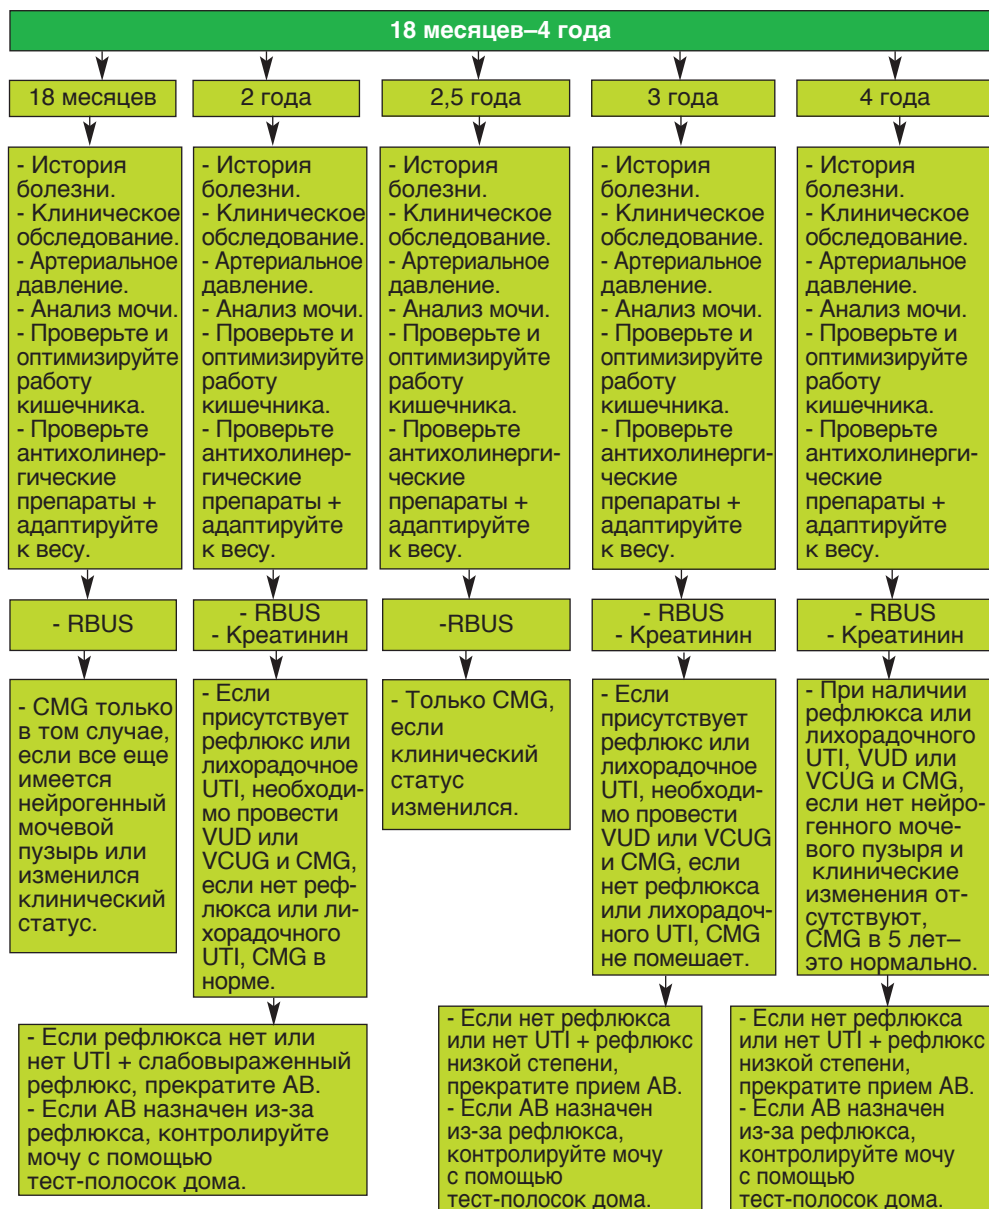 18 месяцев–4 года
18 месяцев
2 года
2,5 года
3 года
4 года
- История
болезни.
- Клиническое
обследование.
- Артериальное
давление.
- Анализ мочи.
- Проверьте и
оптимизируйте
работу
кишечника.
- Проверьте
антихолинер-
гические
препараты +
адаптируйте
к весу.
- История
болезни.
- Клиническое
обследование.
- Артериальное
давление.
- Анализ мочи.
- Проверьте и
оптимизируйте
работу
кишечника.
- Проверьте
антихолинер-
гические
препараты +
адаптируйте
к весу.
- История
болезни.
- Клиническое
обследование.
- Артериальное
давление.
- Анализ мочи.
- Проверьте и
оптимизируйте
работу
кишечника.
- Проверьте
антихолинерги-
ческие
препараты +
адаптируйте
к весу.
- История
болезни.
- Клиническое
обследование.
- Артериальное
давление.
- Анализ мочи.
- Проверьте и
оптимизируйте
работу
кишечника.
- Проверьте
антихолинерги-
ческие
препараты +
адаптируйте
к весу.
- История
болезни.
- Клиническое
обследование.
- Артериальное
давление.
- Анализ мочи.
- Проверьте и
оптимизируйте
работу
кишечника.
- Проверьте
антихолинерги-
ческие
препараты +
адаптируйте
к весу.
- RBUS
- RBUS
- Креатинин
-RBUS
- RBUS
- Креатинин
- RBUS
- Креатинин
- CMG только
в том случае,
если все еще
имеется
нейрогенный
мочевой
пузырь или
изменился
клинический
статус.
- Если
присутствует
рефлюкс или
лихорадочное
UTI, необходи-
мо провести
VUD или
VCUG и CMG,
если нет реф-
люкса или ли-
хорадочного
UTI, CMG в
норме.
- Только CMG,
если
клинический
статус
изменился.
- Если
присутствует
рефлюкс или
лихорадочное
UTI, необходи-
мо провести
VUD или VCUG
и CMG, если
нет рефлюкса
или лихорадоч-
ного UTI, CMG
не помешает.
- При наличии
рефлюкса или
лихорадочного
UTI, VUD или
VCUG и CMG,
если нет нейро-
генного моче-
вого пузыря и
клинические
изменения от-
сутствуют,
CMG в 5 лет–
это нормально.
- Если рефлюкса нет или
нет UTI + слабовыраженный
рефлюкс, прекратите АВ.
- Если АВ назначен из-за
рефлюкса, контролируйте
мочу с помощью
тест-полосок дома.
- Если нет рефлюкса
или нет UTI + рефлюкс
низкой степени,
прекратите прием АВ.
- Если АВ назначен
из-за рефлюкса,
контролируйте мочу
с помощью
тест-полосок дома.
- Если нет рефлюкса
или нет UTI + рефлюкс
низкой степени,
прекратите прием АВ.
- Если АВ назначен
из-за рефлюкса,
контролируйте мочу
с помощью
тест-полосок дома.